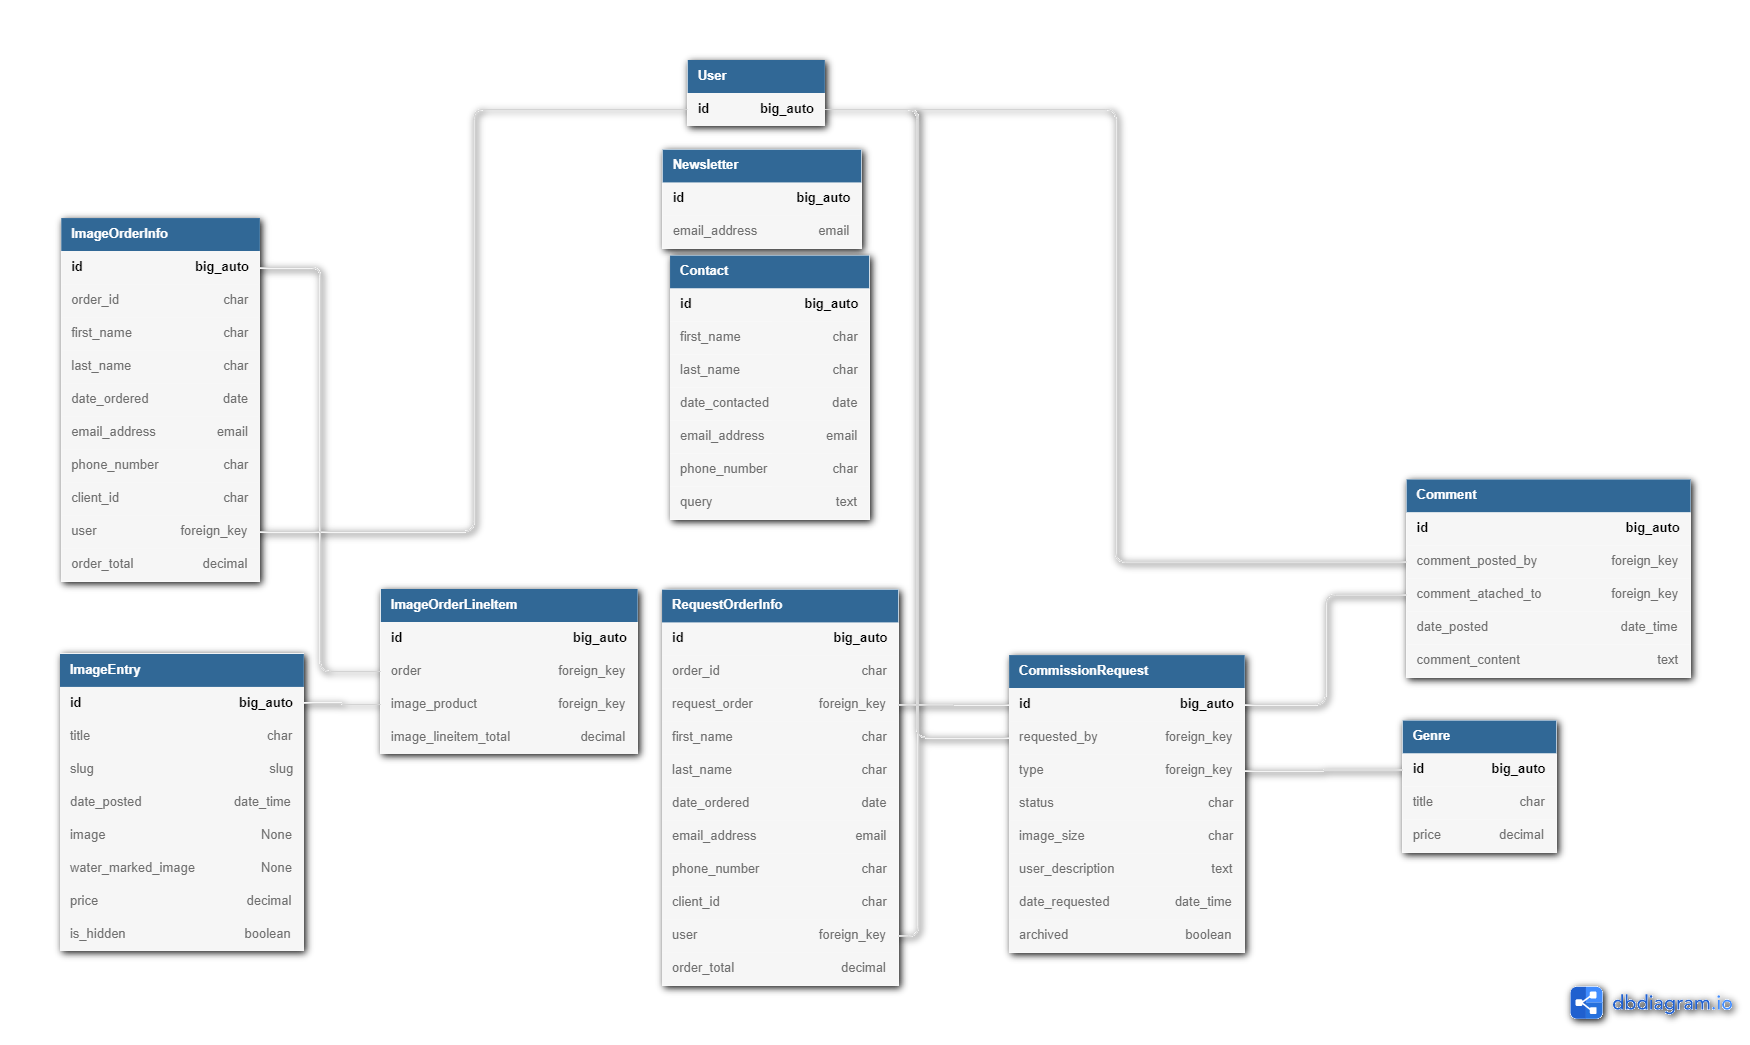 User
id big_auto
Newsletter
id big_auto
email_address email
Contact
id big_auto
first_name char
last_name char
date_contacted date
email_address email
phone_number char
query text
ImageOrderInfo
id big_auto
order_id char
first_name char
last_name char
date_ordered date
email_address email
phone_number char
client_id char
user foreign_key
order_total decimal
ImageEntry
id big_auto
title char
slug slug
date_posted date_time
image None
water_marked_image None
price decimal
is_hidden boolean
ImageOrderLineItem
id big_auto
order foreign_key
image_product foreign_key
image_lineitem_total decimal
RequestOrderInfo
id big_auto
order_id char
request_order foreign_key
first_name char
last_name char
date_ordered date
email_address email
phone_number char
client_id char
user foreign_key
order_total decimal
CommissionRequest
id big_auto
requested_by foreign_key
type foreign_key
status char
image_size char
user_description text
date_requested date_time
archived boolean
Comment
id big_auto
comment_posted_by foreign_key
comment_atached_to foreign_key
date_posted date_time
comment_content text
Genre
id big_auto
title char
price decimal
dbdiagram.io